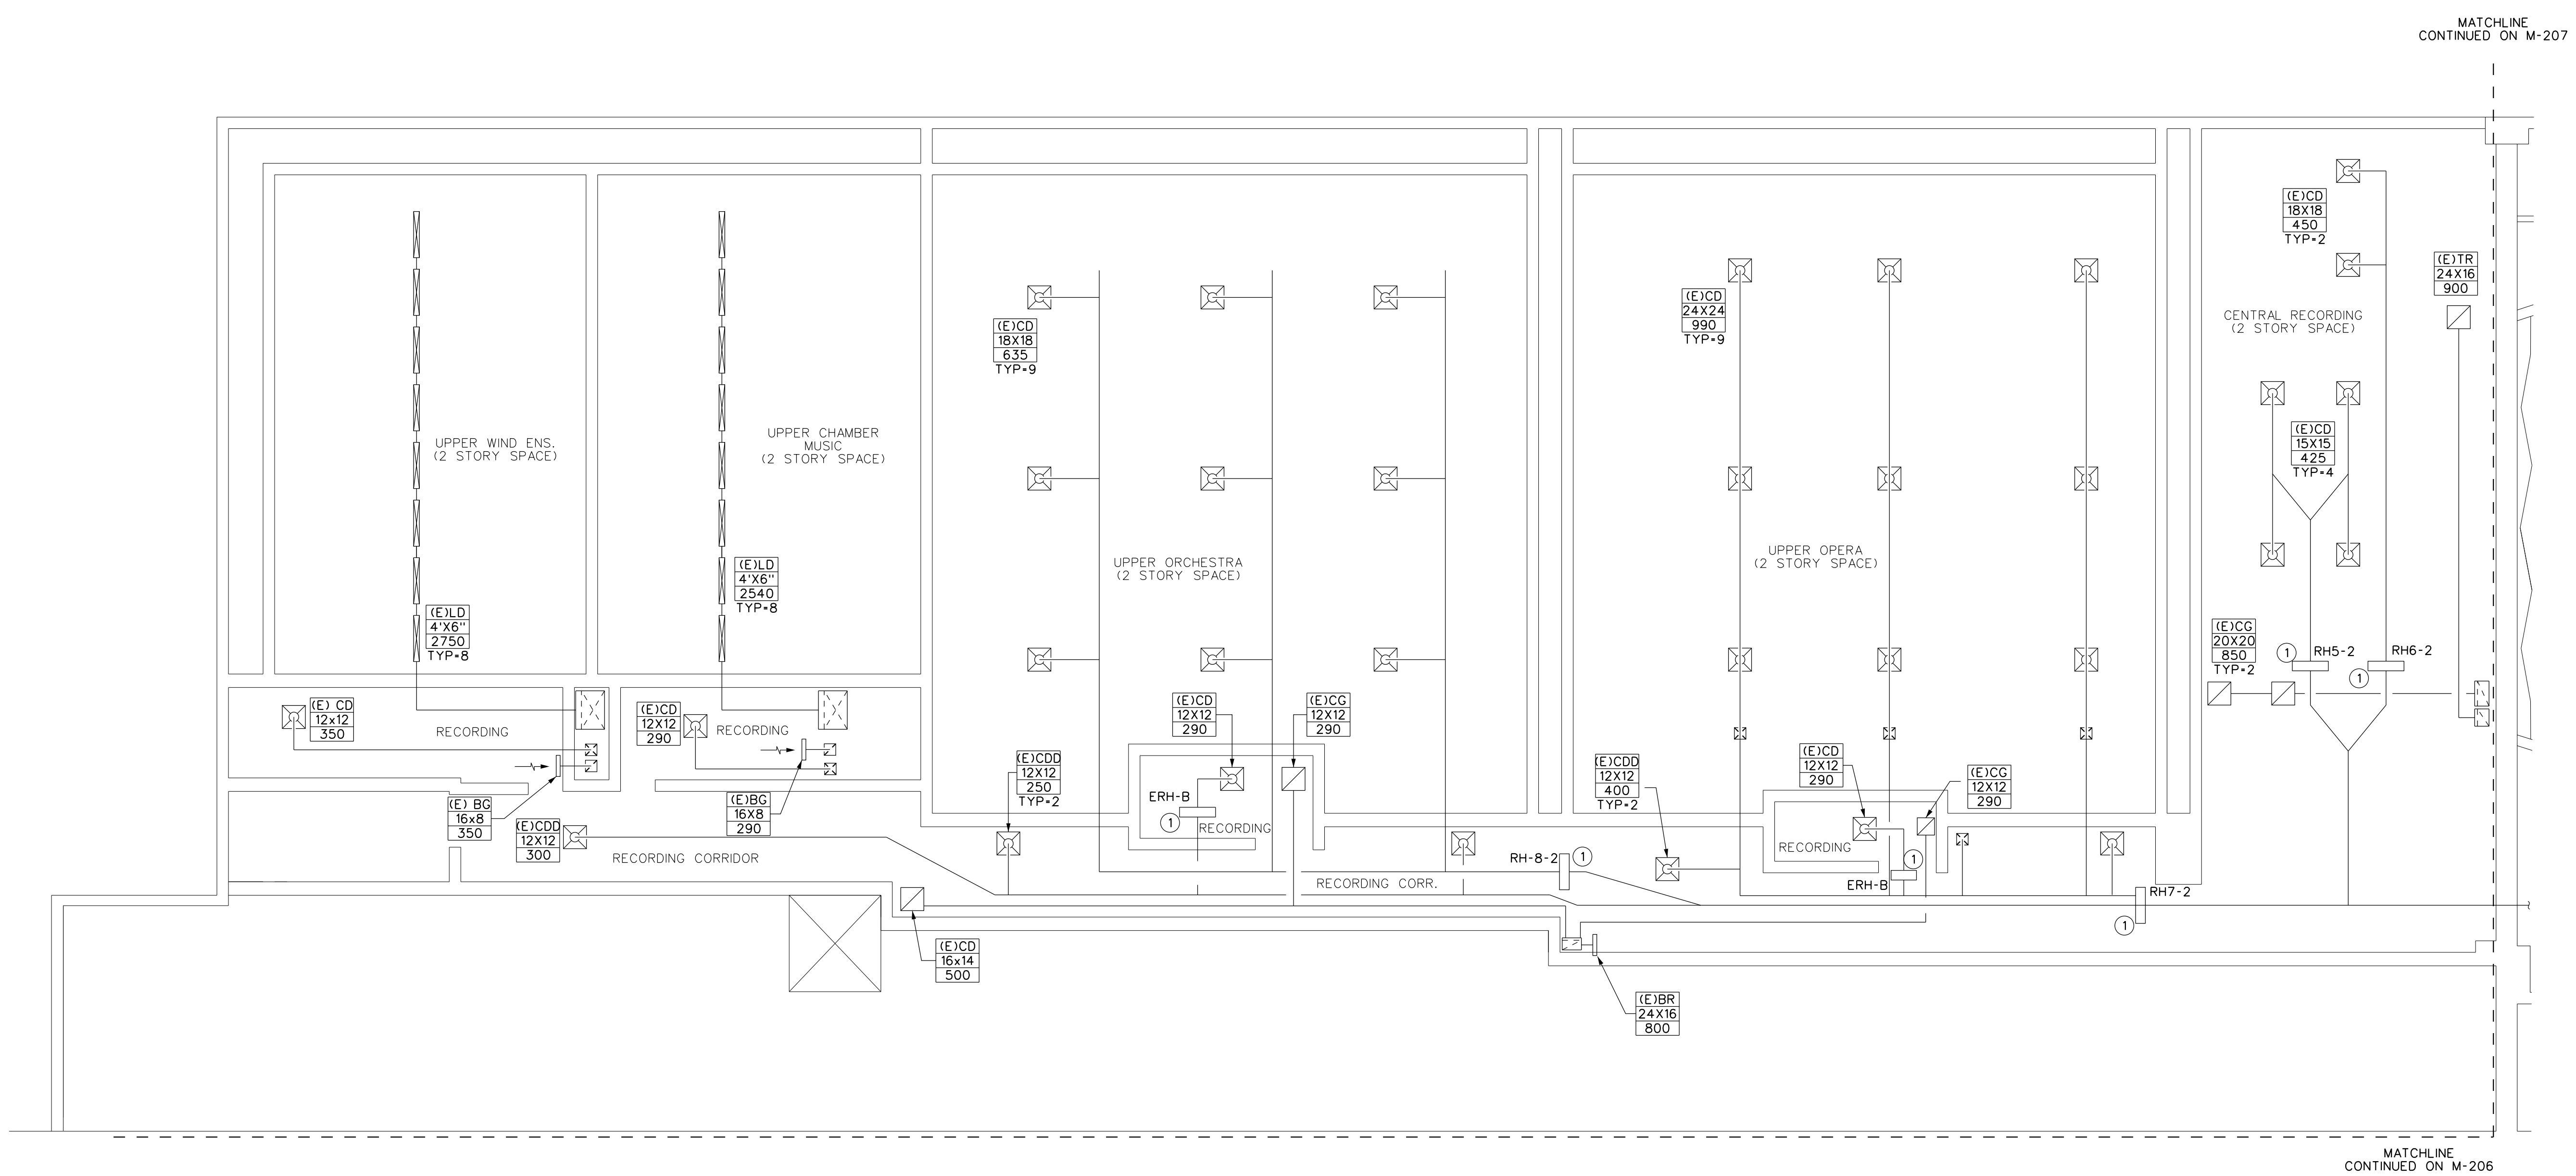 MATCHLINE
CONTINUED ON M-207
(E)CD
18X18
450
TYP=2
(E)TR
24X16
900
CENTRAL RECORDING
(2 STORY SPACE)
(E)CD
24X24
990
TYP=9
(E)CD
18X18
635
TYP=9
(E)CD
15X15
425
TYP=4
UPPER WIND ENS.
(2 STORY SPACE)
UPPER CHAMBER
MUSIC
(2 STORY SPACE)
UPPER ORCHESTRA
(2 STORY SPACE)
UPPER OPERA
(2 STORY SPACE)
(E)LD
4'X6"
2540
TYP=8
(E)LD
4'X6"
2750
TYP=8
(E)CG
20X20
850
TYP=2
1
RH5-2
RH6-2
1
(E) CD
12x12
350
RECORDING
(E)CD
12X12
290
RECORDING
(E)CD
12X12
290
(E)CG
12X12
290
(E)CDD
12X12
250
TYP=2
(E)CDD
12X12
400
TYP=2
(E)CD
12X12
290
(E)CG
12X12
290
(E) BG
16x8
350
(E)BG
16X8
290
ERH-B
1
RECORDING
(E)CDD
12X12
300
RECORDING CORRIDOR
RECORDING
RH-8-2
1
1
RECORDING CORR.
ERH-B
RH7-2
1
(E)CD
16x14
500
(E)BR
24X16
800
MATCHLINE
CONTINUED ON M-206